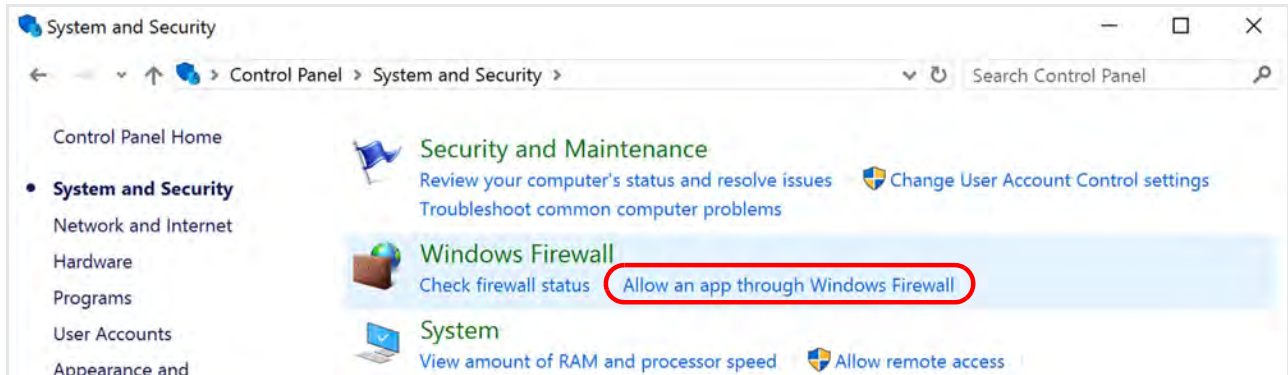 System and Security
Control Panel > System and Security >
Search Control Panel
Control Panel Home
System and Security
Network and Internet
Hardware
Programs
User Accounts
Appearance and
Security and Maintenance
Review your computer's status and resolve issues
Change User Account Control settings
Troubleshoot common computer problems
Windows Firewall
Check firewall status
Allow an app through Windows Firewall
System
View amount of RAM and processor speed
Allow remote access